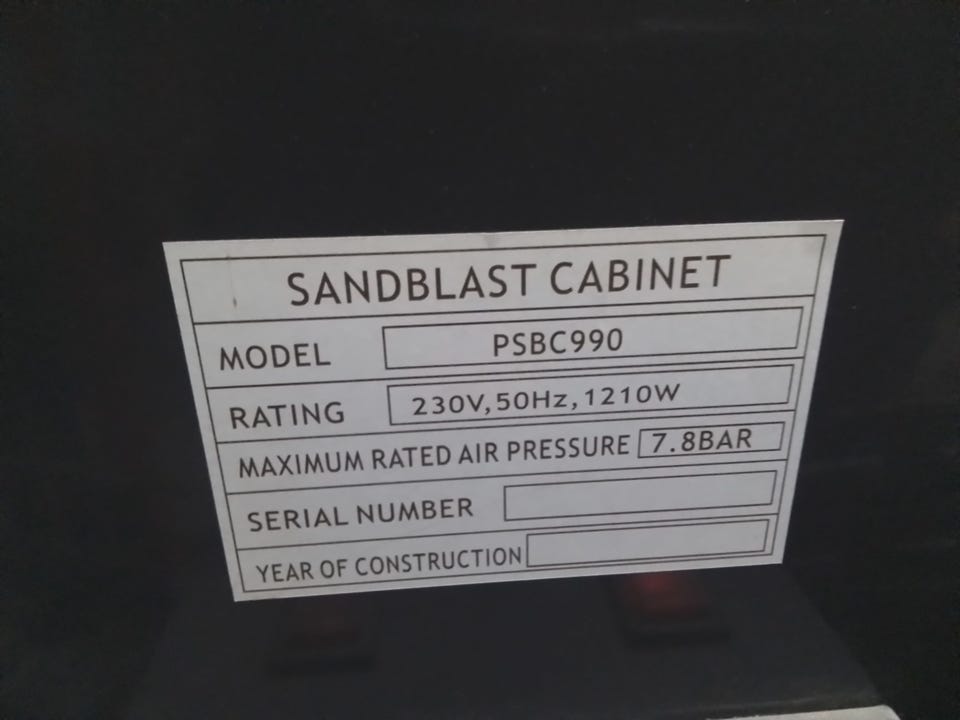 SANDBLAST CABINET
MODEL PSBC990
RATING 230V,50Hz,1210W
MAXIMUM RATED AIR PRESSURE 7.8BAR
SERIAL NUMBER
YEAR OF CONSTRUCTION